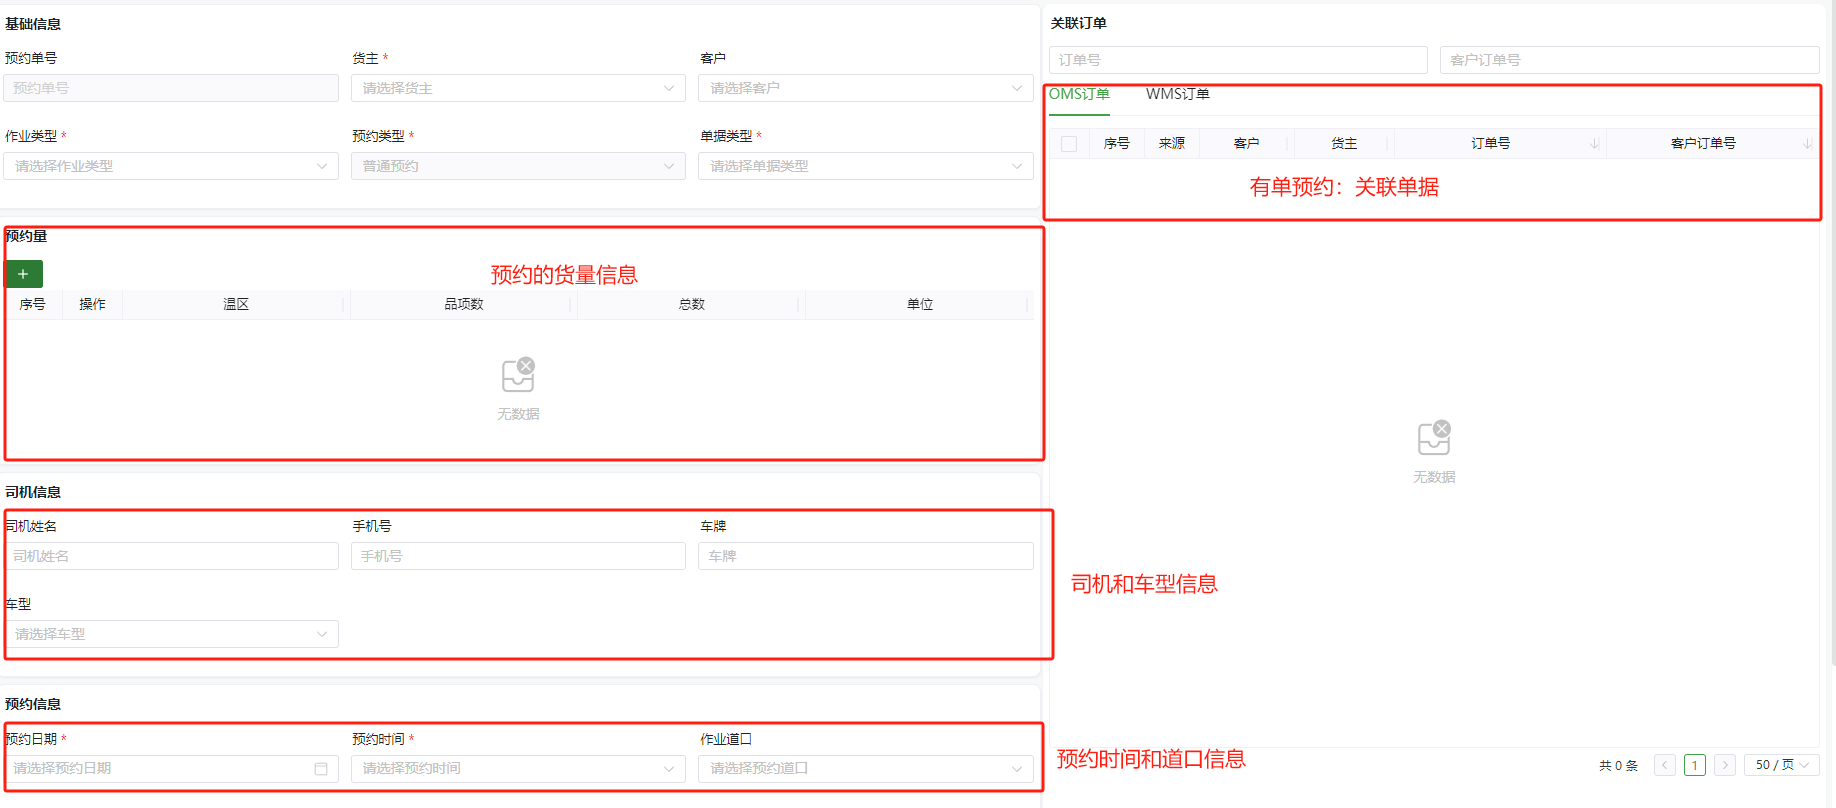 基础信息
预约单号
货主 *
客户
预约单号
请选择货主
请选择客户
作业类型 *
预约类型 *
单据类型 *
请选择作业类型
普通预约
请选择单据类型
预约量
+
预约的货量信息
序号 操作 温区 品项数 总数 单位
无数据
司机信息
司机姓名
手机号
车牌
司机姓名
手机号
车牌
车型
请选择车型
司机和车型信息
预约信息
预约日期 *
预约时间 *
作业道口
请选择预约日期
请选择预约时间
请选择预约道口
预约时间和道口信息
关联订单
订单号
客户订单号
OMS订单
WMS订单
序号 来源 客户 货主 订单号 客户订单号
有单预约：关联单据
无数据
共 0 条 < 1 > 50 / 页